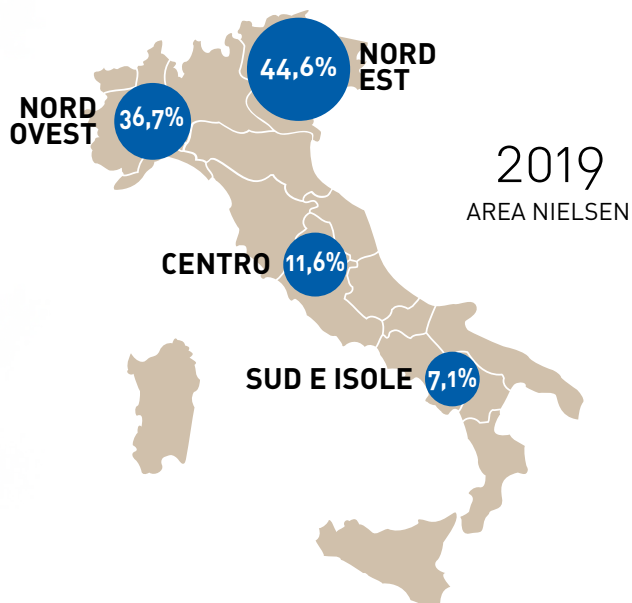 44,6%
NORD
EST
NORD
OVEST
36,7%
2019
AREA NIELSEN
CENTRO
11,6%
SUD E ISOLE
7,1%